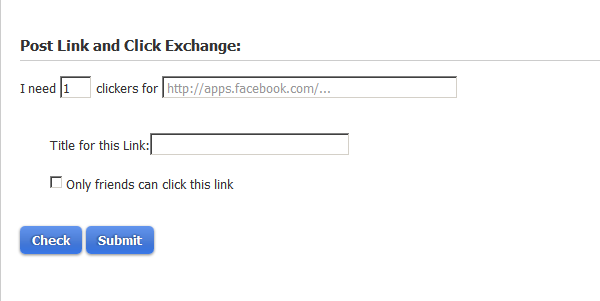 Post Link and Click Exchange:
I need 1 clickers for http://apps.facebook.com/...
Title for this Link:
Only friends can click this link
Check Submit